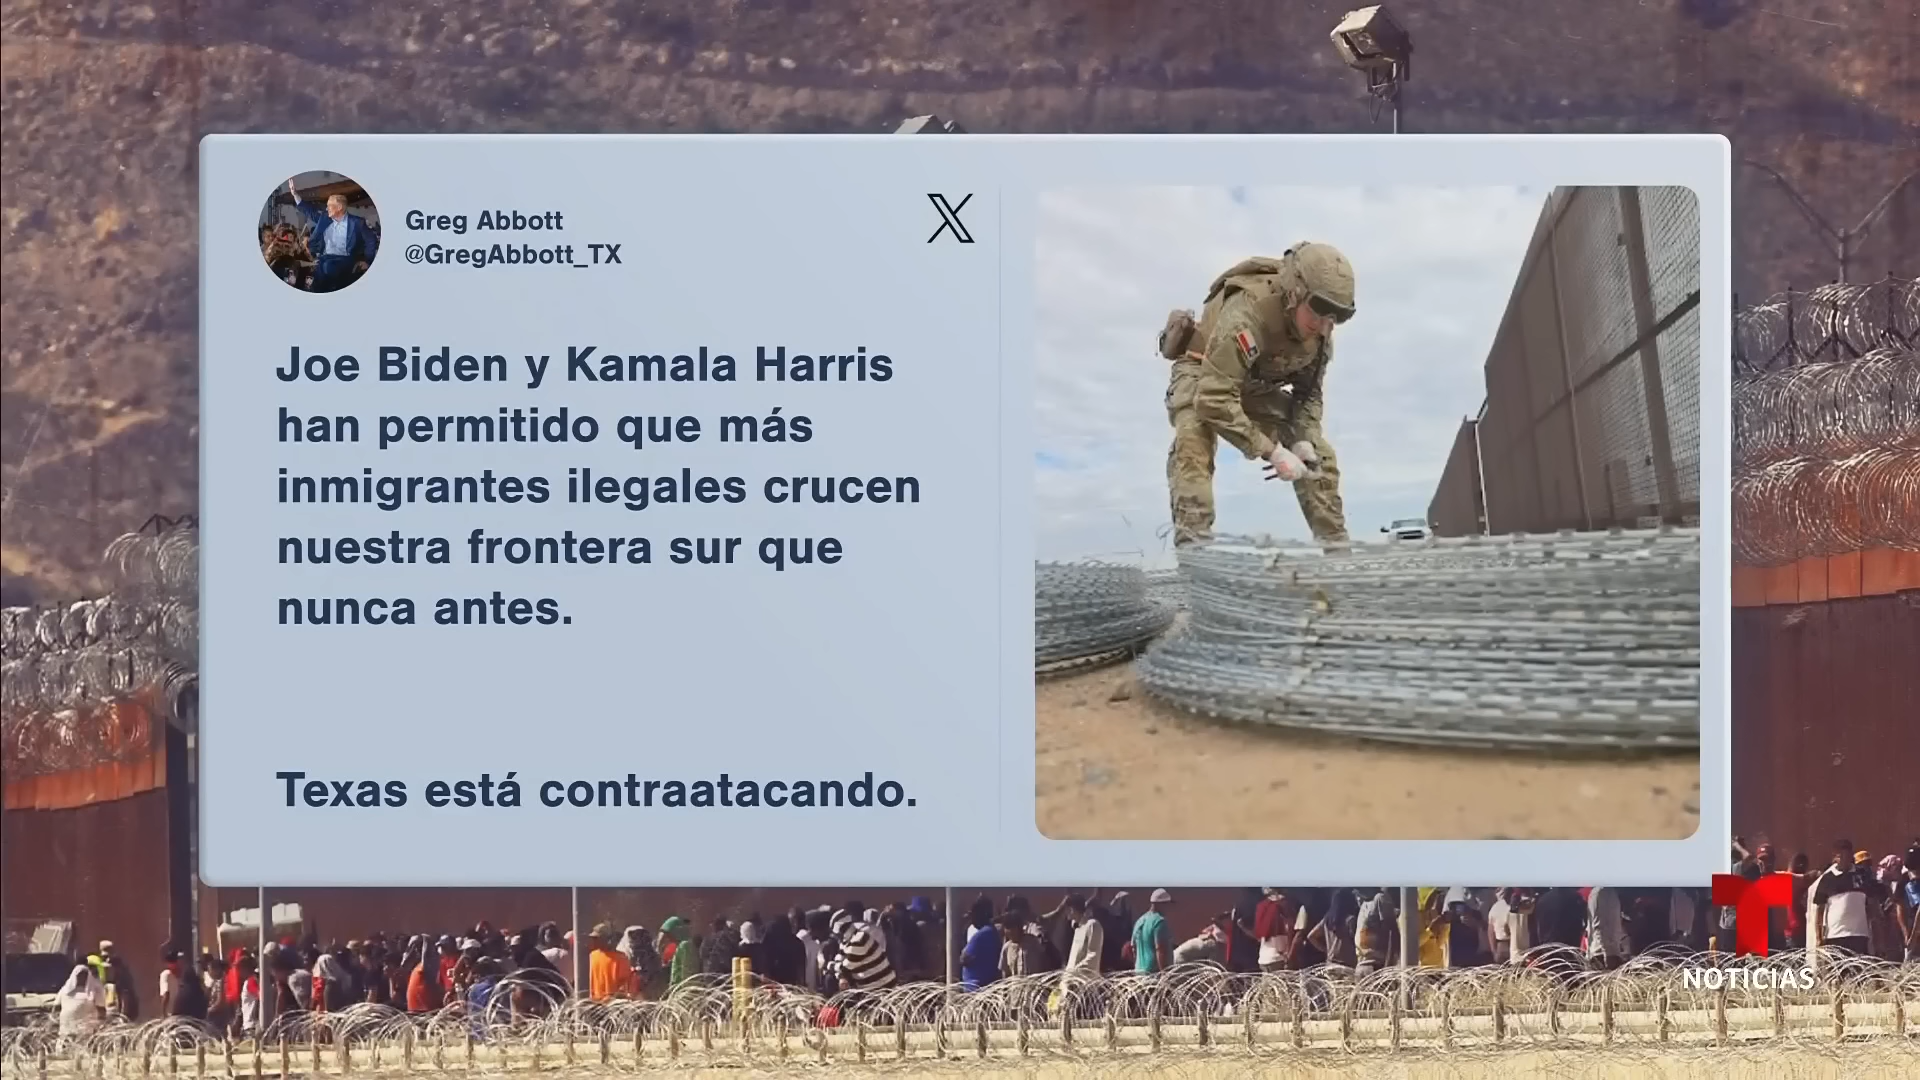 Greg Abbott
@GregAbbott_TX
X
Joe Biden y Kamala Harris
han permitido que más
inmigrantes ilegales crucen
nuestra frontera sur que
nunca antes.
Texas está contraatacando.
NOTICIAS